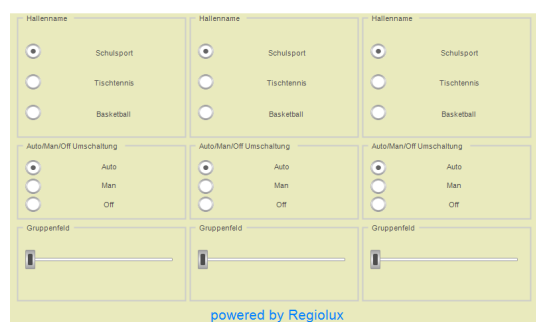 Hallenname Hallenname Hallenname
Schulsport Schulsport Schulsport
Tischtennis Tischtennis Tischtennis
Basketball Basketball Basketball
Auto/Man/Off Umschaltung Auto/Man/Off Umschaltung Auto/Man/Off Umschaltung
Auto Auto Auto
Man Man Man
Off Off Off
Gruppenfeld Gruppenfeld Gruppenfeld
powered by Regiolux